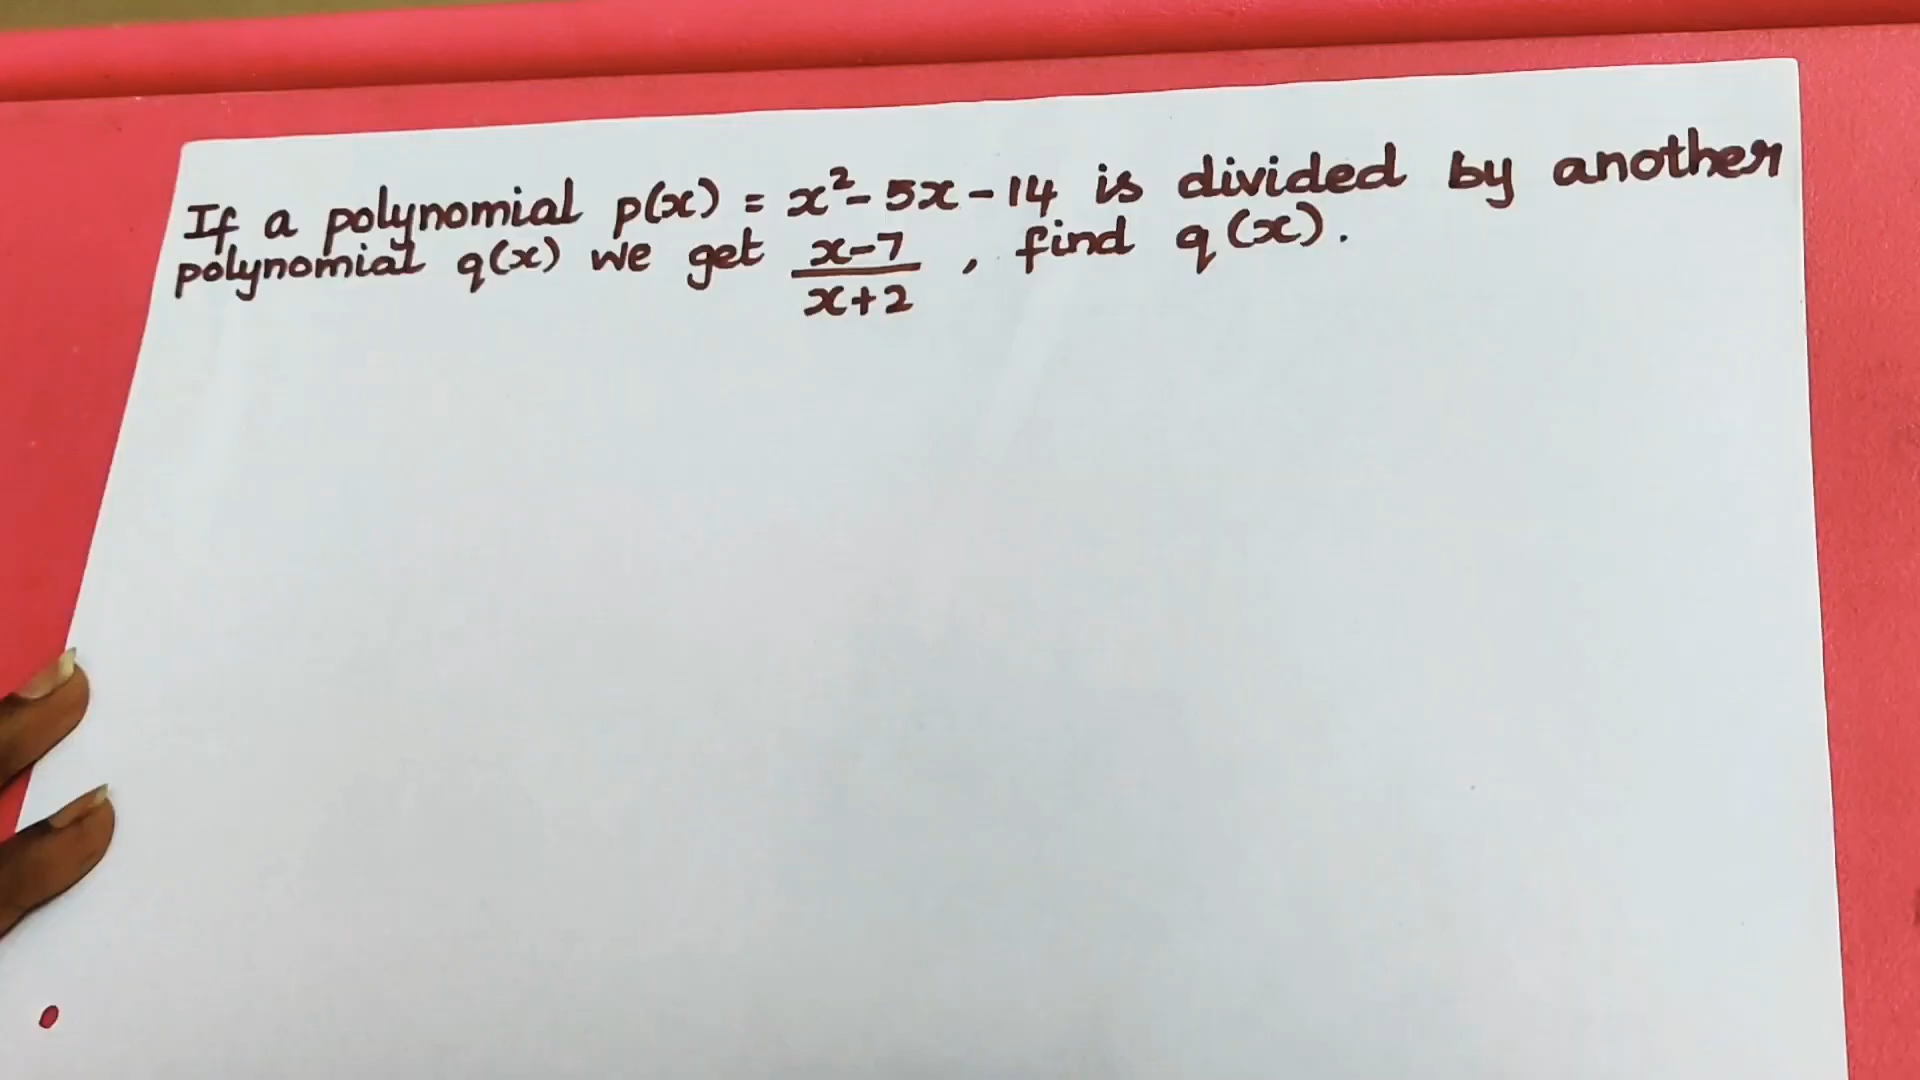 If a polynomial p(x) = x² - 5x - 14 is divided by another
polynomial q(x) we get (x-7)/(x+2), find q(x).